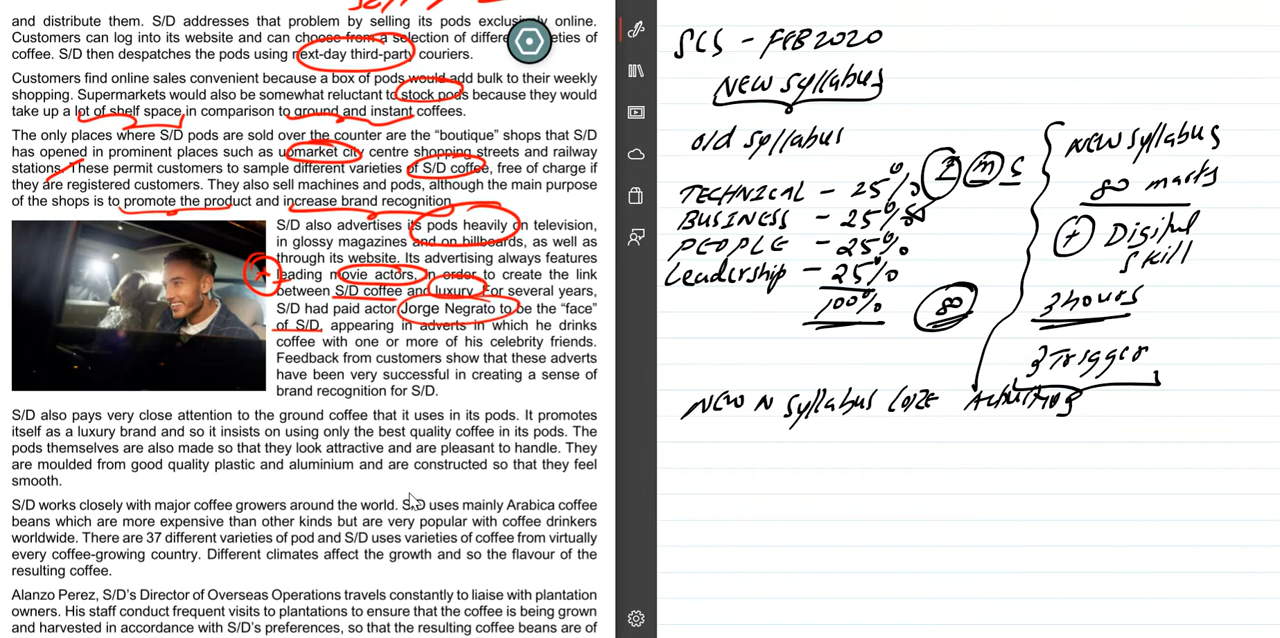 and distribute them. S/D addresses that problem by selling its pods exclusively online.
Customers can log into its website and can choose from a selection of different varieties of
coffee. S/D then despatches the pods using next-day third-party couriers.
Customers find online sales convenient because a box of pods would add bulk to their weekly
shopping. Supermarkets would also be somewhat reluctant to stock pods because they would
take up a lot of shelf space in comparison to ground and instant coffees.
The only places where S/D pods are sold over the counter are the “boutique” shops that S/D
has opened in prominent places such as upmarket city centre shopping streets and railway
stations. These permit customers to sample different varieties of S/D coffee, free of charge if
they are registered customers. They also sell machines and pods, although the main purpose
of the shops is to promote the product and increase brand recognition.
S/D also advertises its pods heavily on television,
in glossy magazines and on billboards, as well as
through its website. Its advertising always features
leading movie actors, in order to create the link
between S/D coffee and luxury. For several years,
S/D had paid actor Jorge Negrato to be the “face”
of S/D, appearing in adverts in which he drinks
coffee with one or more of his celebrity friends.
Feedback from customers show that these adverts
have been very successful in creating a sense of
brand recognition for S/D.
S/D also pays very close attention to the ground coffee that it uses in its pods. It promotes
itself as a luxury brand and so it insists on using only the best quality coffee in its pods. The
pods themselves are also made so that they look attractive and are pleasant to handle. They
are moulded from good quality plastic and aluminium and are constructed so that they feel
smooth.
S/D works closely with major coffee growers around the world. S/D uses mainly Arabica coffee
beans which are more expensive than other kinds but are very popular with coffee drinkers
worldwide. There are 37 different varieties of pod and S/D uses varieties of coffee from virtually
every coffee-growing country. Different climates affect the growth and so the flavour of the
resulting coffee.
Alanzo Perez, S/D’s Director of Overseas Operations travels constantly to liaise with plantation
owners. His staff conduct frequent visits to plantations to ensure that the coffee is being grown
and harvested in accordance with S/D’s preferences, so that the resulting coffee beans are of
SCS - FEB 2020
NEW Syllabus
old syllabus
TECHNICAL - 25% E M S
BUSINESS - 25%
PEOPLE - 25%
Leadership - 25%
100% 80
NEW syllabus
80 marks
+ Digital
skill
3 hours
3 Trigger
NEW N syllabus CORE Activities